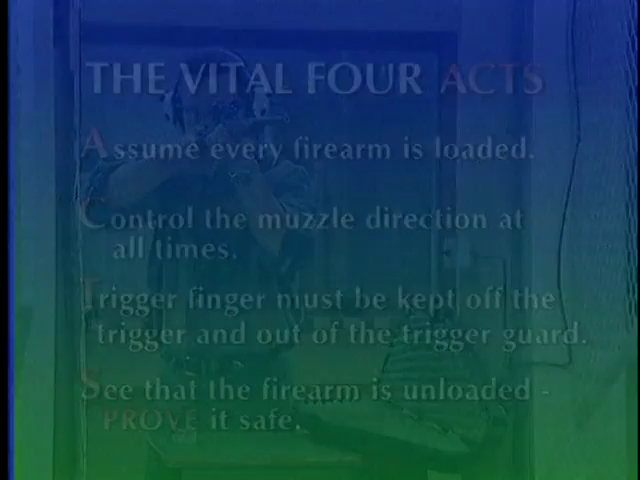 THE VITAL FOUR ACTS
Assume every firearm is loaded.
Control the muzzle direction at
all times.
Trigger finger must be kept off the
trigger and out of the trigger guard.
See that the firearm is unloaded -
PROVE it safe.